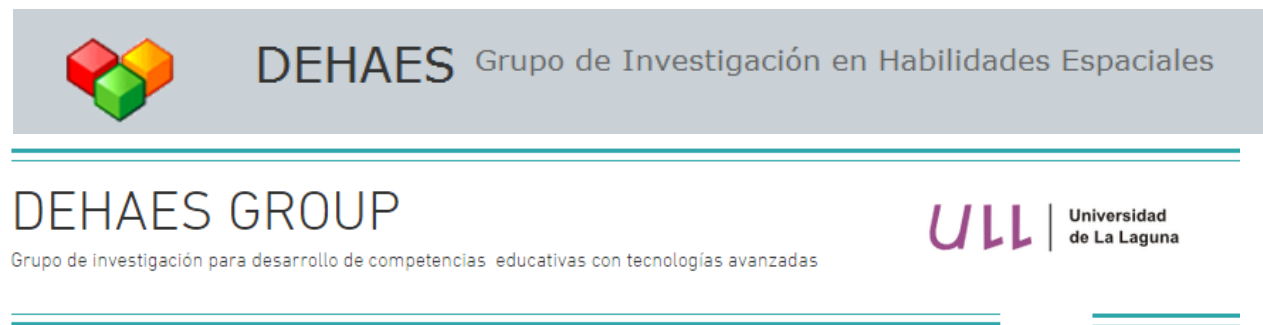 DEHAES Grupo de Investigación en Habilidades Espaciales
DEHAES GROUP
Grupo de investigación para desarrollo de competencias educativas con tecnologías avanzadas
ULL Universidad
de La Laguna